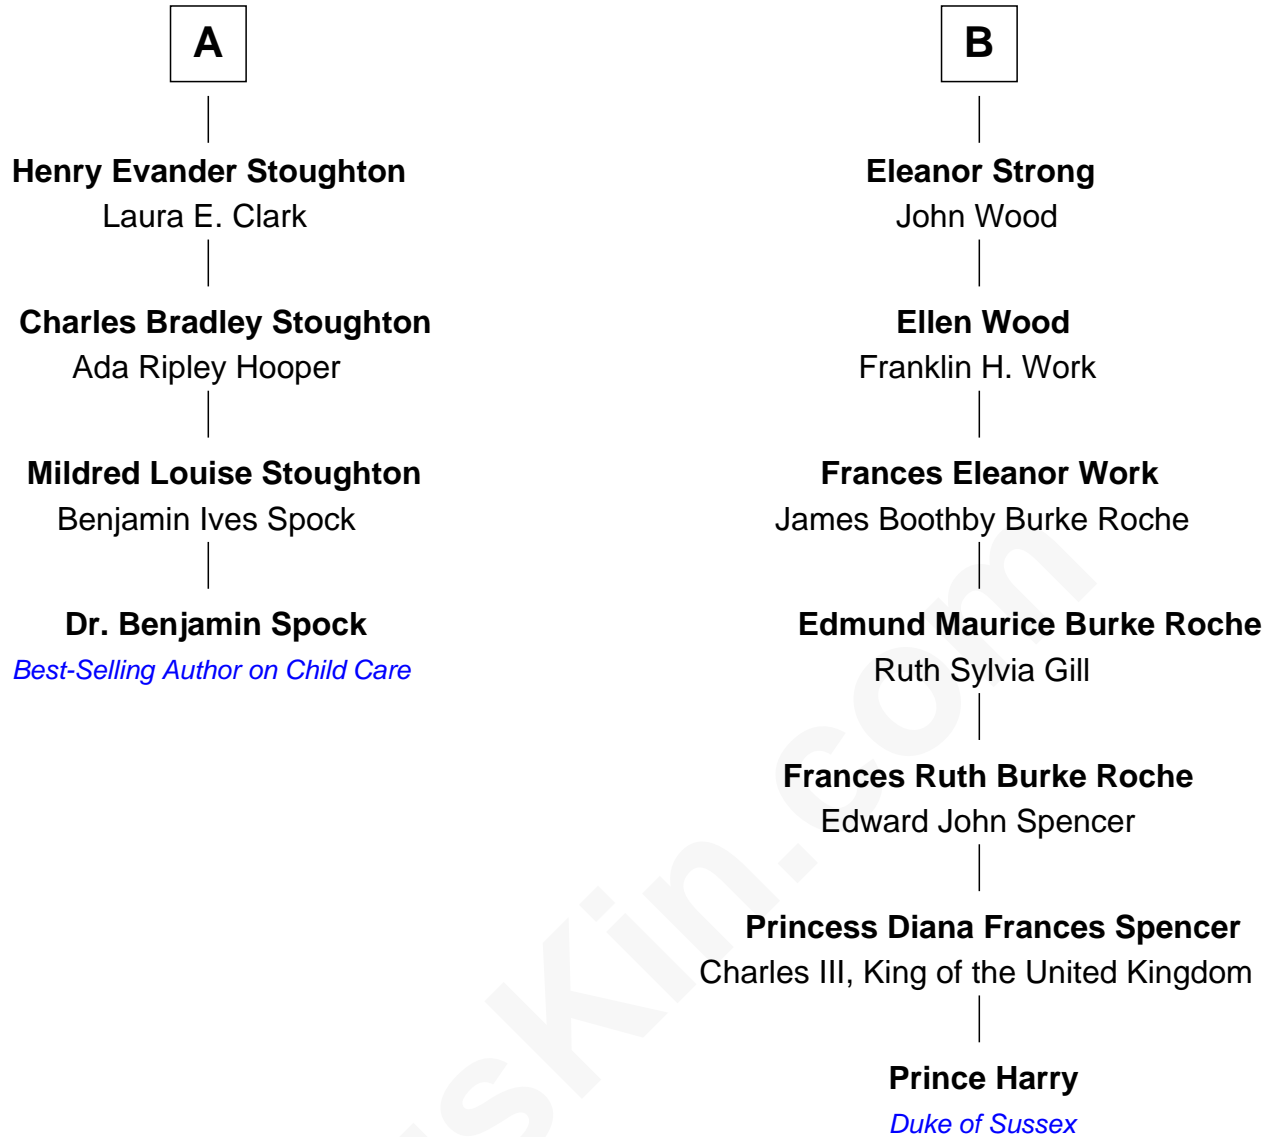 A
Henry Evander Stoughton
Laura E. Clark
Charles Bradley Stoughton
Ada Ripley Hooper
Mildred Louise Stoughton
Benjamin Ives Spock
Dr. Benjamin Spock
Best-Selling Author on Child Care
B
Eleanor Strong
John Wood
Ellen Wood
Franklin H. Work
Frances Eleanor Work
James Boothby Burke Roche
Edmund Maurice Burke Roche
Ruth Sylvia Gill
Frances Ruth Burke Roche
Edward John Spencer
Princess Diana Frances Spencer
Charles III, King of the United Kingdom
Prince Harry
Duke of Sussex
usKin.com